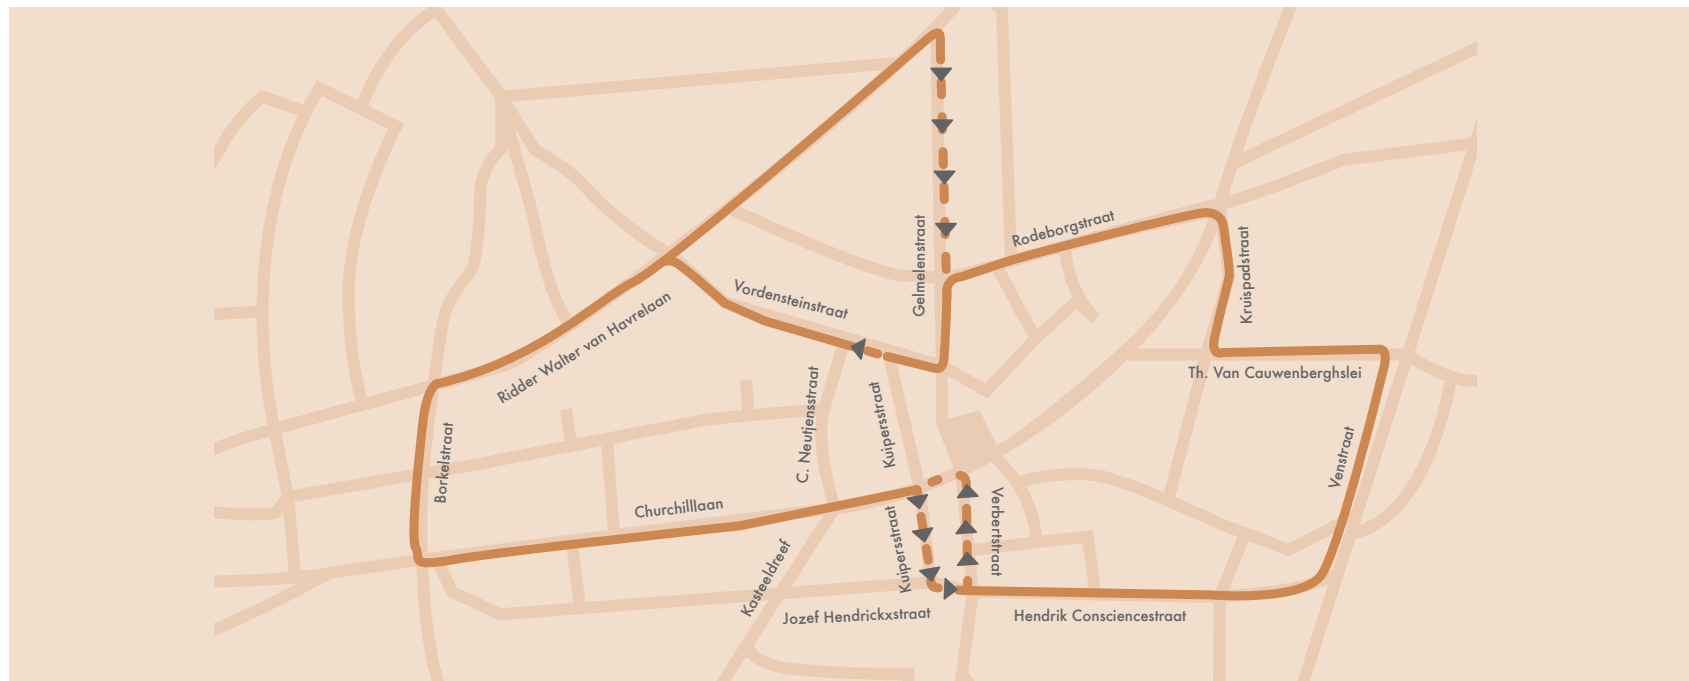 Rodeborgstraat
Gelmelenstraat
Kruispadstraat
Vordensteinstraat
Ridder Walter van Havrelaan
Th. Van Cauwenberghslei
C. Neutjensstraat
Kuipersstraat
Borkelstraat
Venstraat
Churchilllaan
Kuipersstraat
Verbertstraat
Kasteeldreef
Jozef Hendrickxstraat
Hendrik Consciencestraat